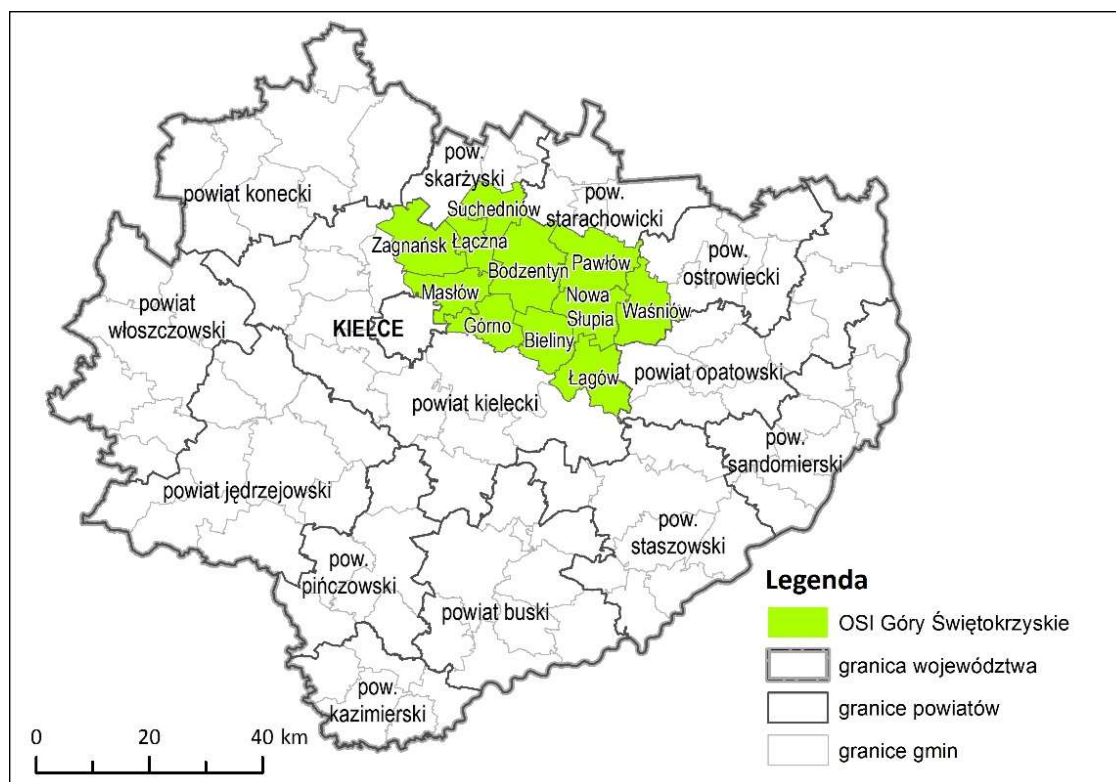 pow.
skarżyski
powiat konecki
Suchedniów
pow.
starachowicki
Zagnańsk
Łączna
Bodzentyn
Pawłów
pow.
ostrowiecki
powiat
włoszczowski
Masłów
Nowa
Słupia
Waśniów
KIELCE
Górno
Bieliny
Łagów
powiat opatowski
powiat kielecki
pow.
sandomierski
powiat jędrzejowski
pow.
staszowski
pow.
pińczowski
powiat buski
pow.
kazimierski
Legenda
OSI Góry Świętokrzyskie
granica województwa
granice powiatów
granice gmin
0 20 40 km